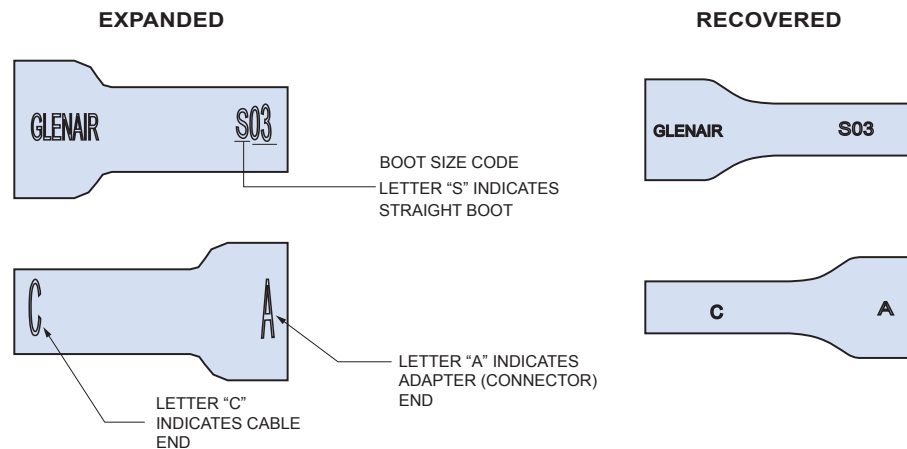 EXPANDED
RECOVERED
GLENAIR
S03
GLENAIR
S03
BOOT SIZE CODE
LETTER “S” INDICATES
STRAIGHT BOOT
C
A
C
A
LETTER “A” INDICATES
ADAPTER (CONNECTOR)
END
LETTER “C”
INDICATES CABLE
END